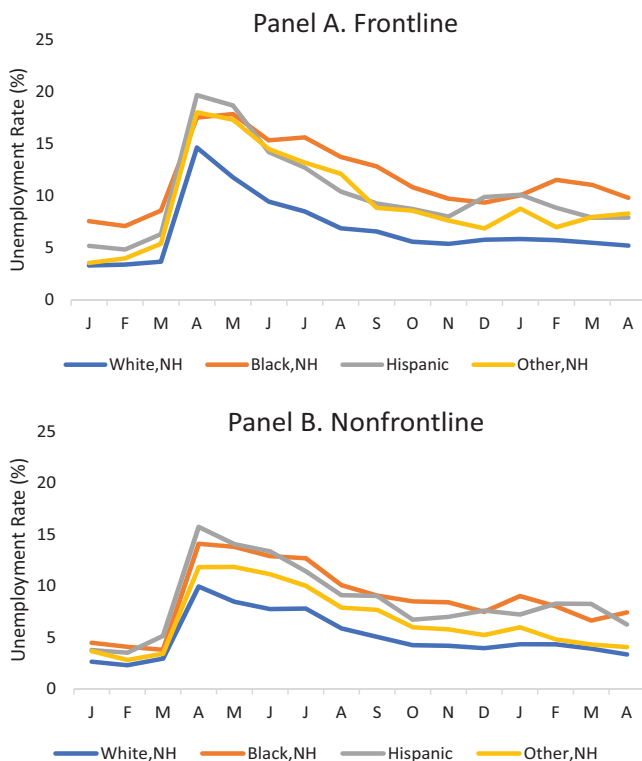 Panel A. Frontline
Unemployment Rate (%)
25
20
15
10
5
0
J F M A M J J A S O N D J F M A
White,NH Black,NH Hispanic Other,NH
Panel B. Nonfrontline
Unemployment Rate (%)
25
20
15
10
5
0
J F M A M J J A S O N D J F M A
White,NH Black,NH Hispanic Other,NH